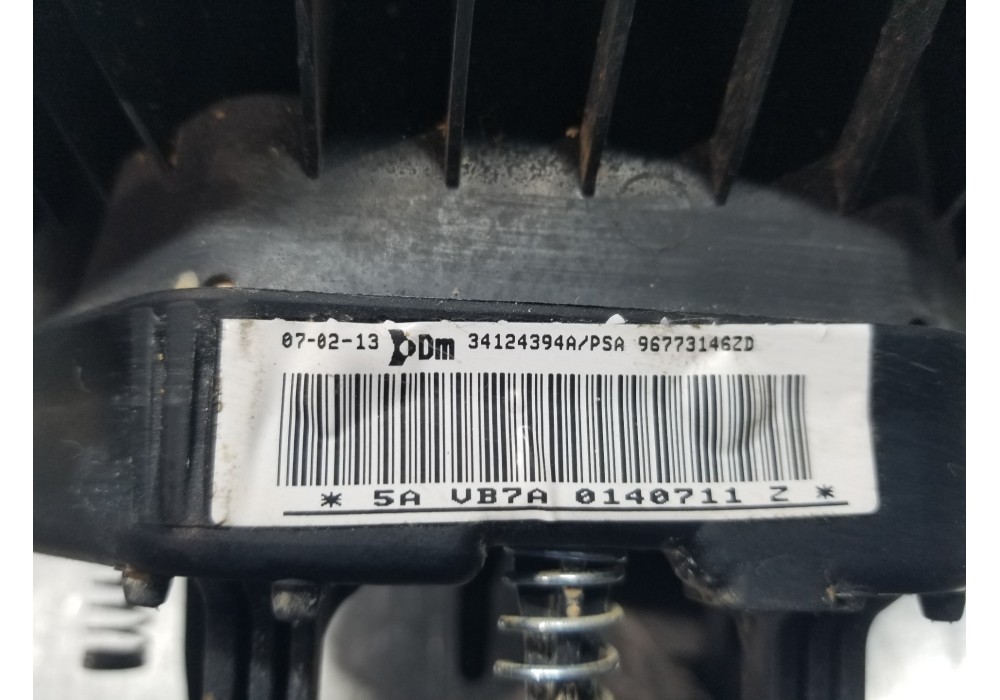 07-02-13 Dm 34124394A/PSA 96773146ZD
* 5A VB7A 0140711 Z *